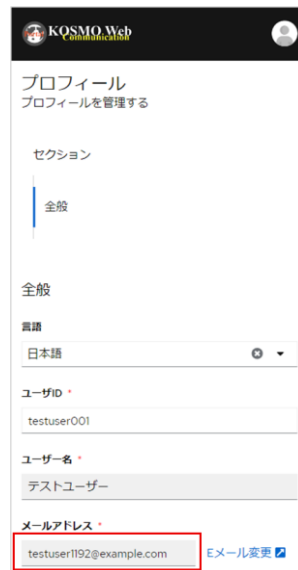 KOSMO Web
Communication
プロフィール
プロフィールを管理する
セクション
全般
全般
言語
日本語
ユーザID *
testuser001
ユーザー名 *
テストユーザー
メールアドレス *
testuser1192@example.com Eメール変更